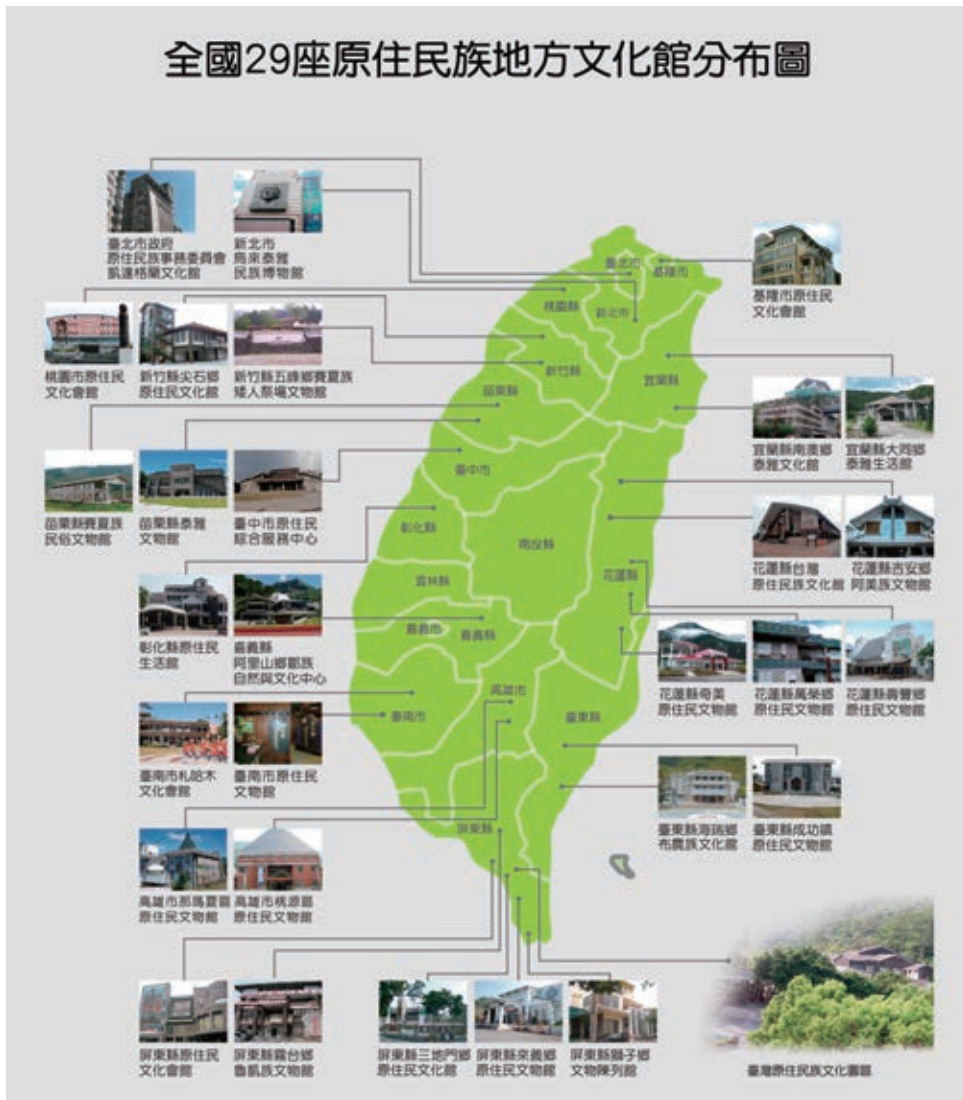 全國29座原住民族地方文化館分布圖
臺北市政府
原住民族事務委員會
凱達格蘭文化館
新北市
烏來泰雅
民族博物館
基隆市原住民
文化會館
臺北市
基隆市
桃園縣
新北市
新竹縣
宜蘭縣
苗栗縣
臺中市
彰化縣
南投縣
雲林縣
花蓮縣
嘉義市
嘉義縣
高雄市
臺南市
臺東縣
屏東縣
桃園市原住民
文化會館
新竹縣尖石鄉
原住民文化館
新竹縣五峰鄉賽夏族
矮人祭場文物館
宜蘭縣南澳鄉
泰雅文化館
宜蘭縣大同鄉
泰雅生活館
苗栗縣賽夏族
民俗文物館
苗栗縣泰雅
文物館
臺中市原住民
綜合服務中心
花蓮縣台灣
原住民族文化館
花蓮縣吉安鄉
阿美族文物館
彰化縣原住民
生活館
嘉義縣
阿里山鄉鄒族
自然與文化中心
花蓮縣奇美
原住民文物館
花蓮縣萬榮鄉
原住民文物館
花蓮縣壽豐鄉
原住民文物館
臺南市札哈木
文化會館
臺南市原住民
文物館
臺東縣海瑞鄉
布農族文化館
臺東縣成功鎮
原住民文物館
高雄市那瑪夏區
原住民文物館
高雄市桃源區
原住民文物館
屏東縣原住民
文化會館
屏東縣霧台鄉
魯凱族文物館
屏東縣三地門鄉
原住民文化館
屏東縣來義鄉
原住民文物館
屏東縣獅子鄉
文物陳列館
臺灣原住民族文化園區